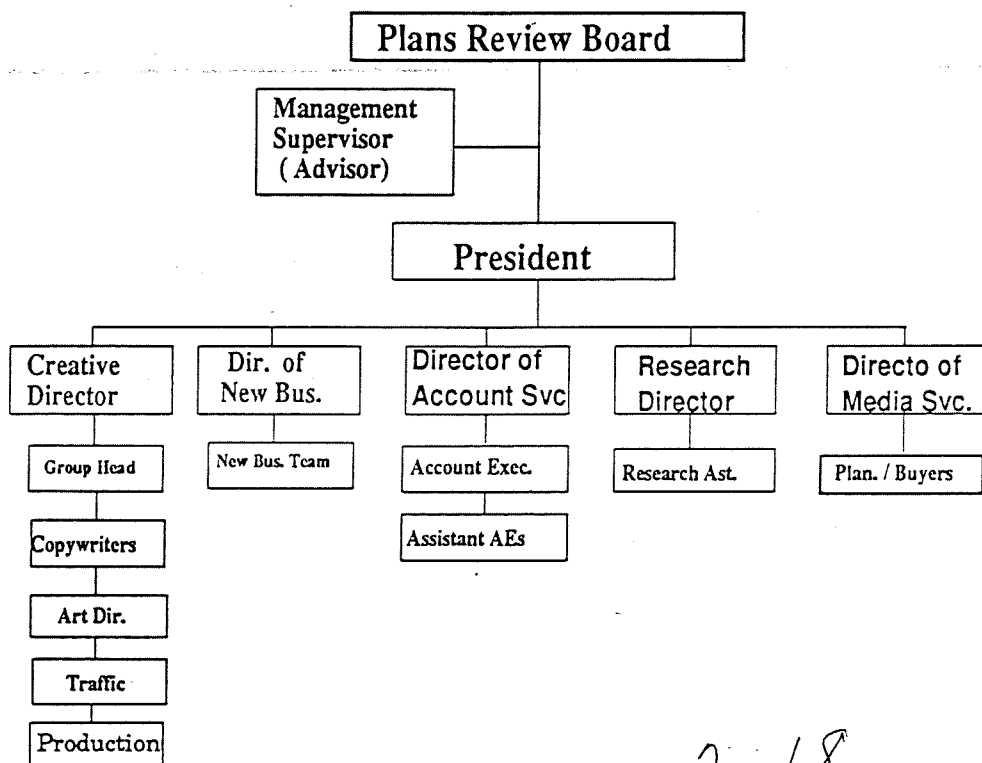 Plans Review Board
Management
Supervisor
( Advisor)
President
Creative
Director
Dir. of
New Bus.
Director of
Account Svc
Research
Director
Directo of
Media Svc.
Group Head
New Bus. Team
Account Exec.
Research Ast.
Plan. / Buyers
Copywriters
Assistant AEs
Art Dir.
Traffic
Production